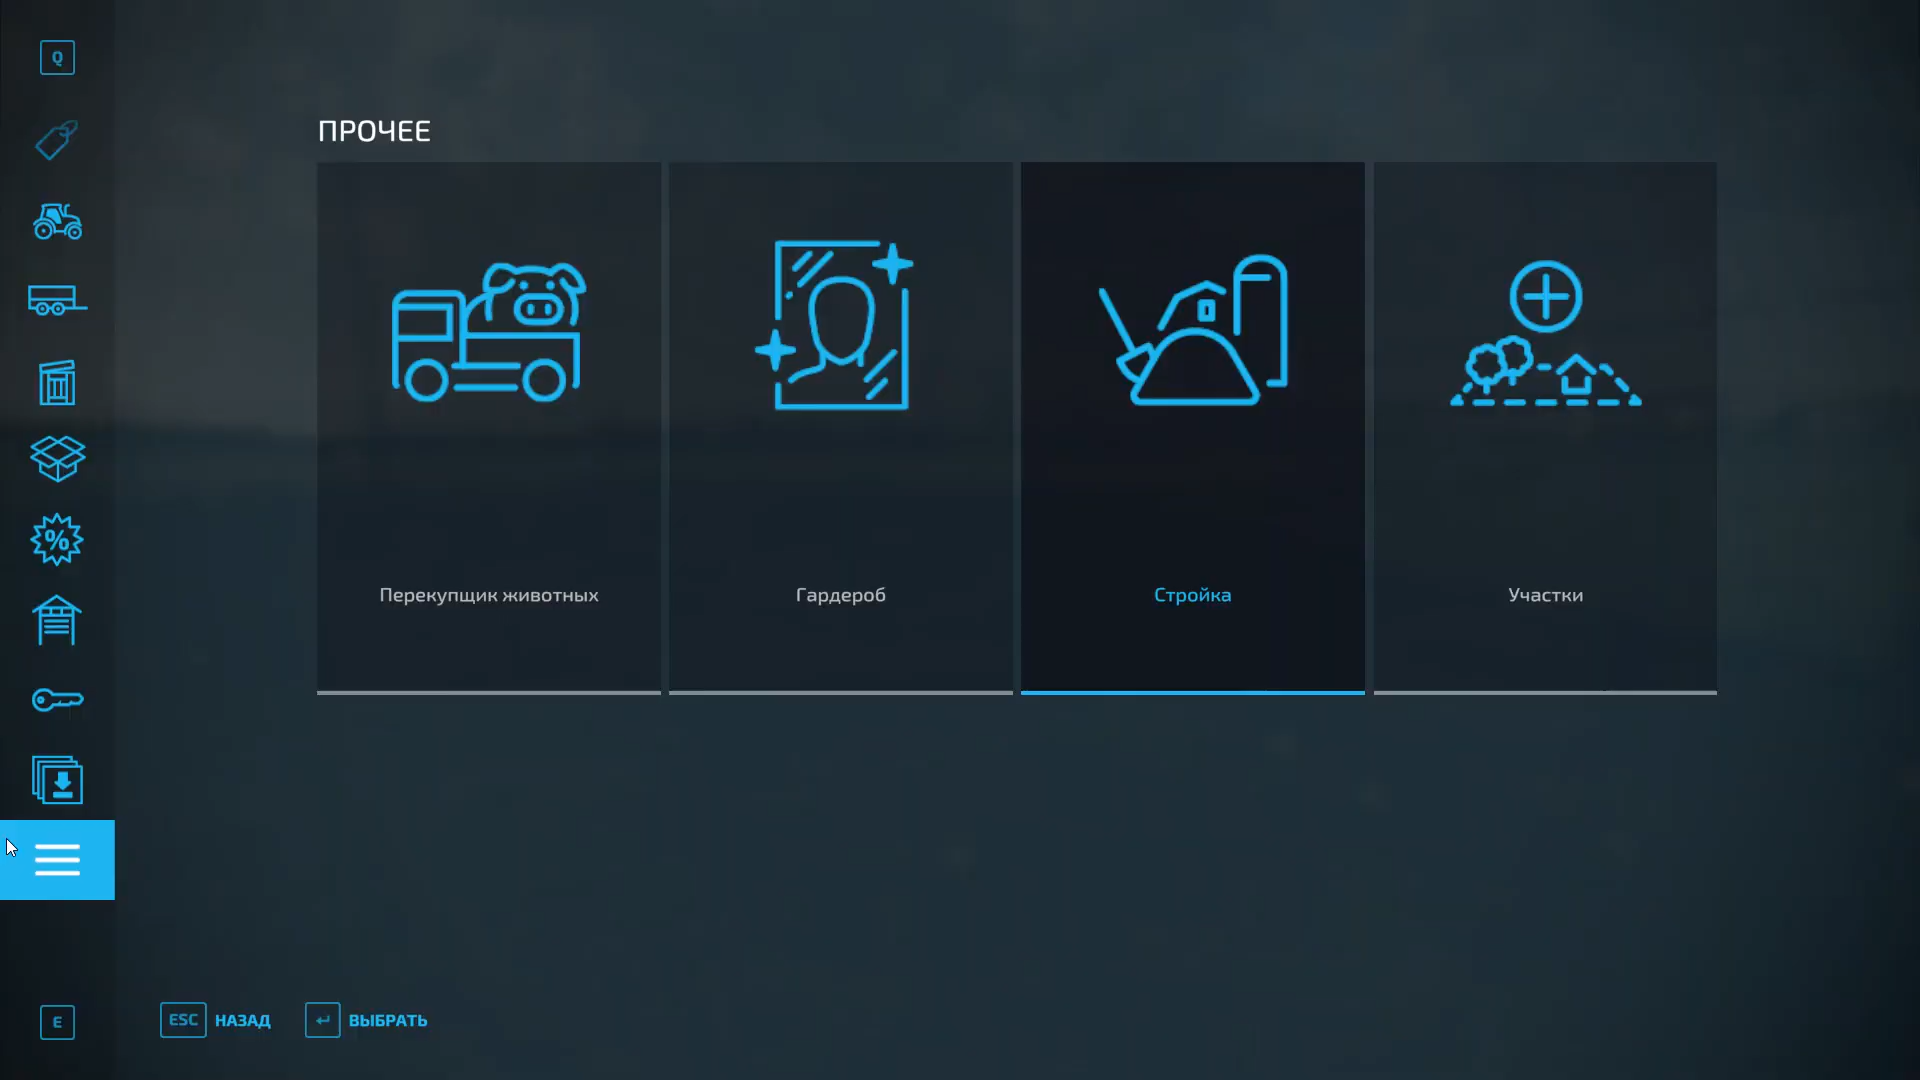 Q
ПРОЧЕЕ
%
Перекупщик животных
Гардероб
Стройка
Участки
E
ESC НАЗАД
ВЫБРАТЬ